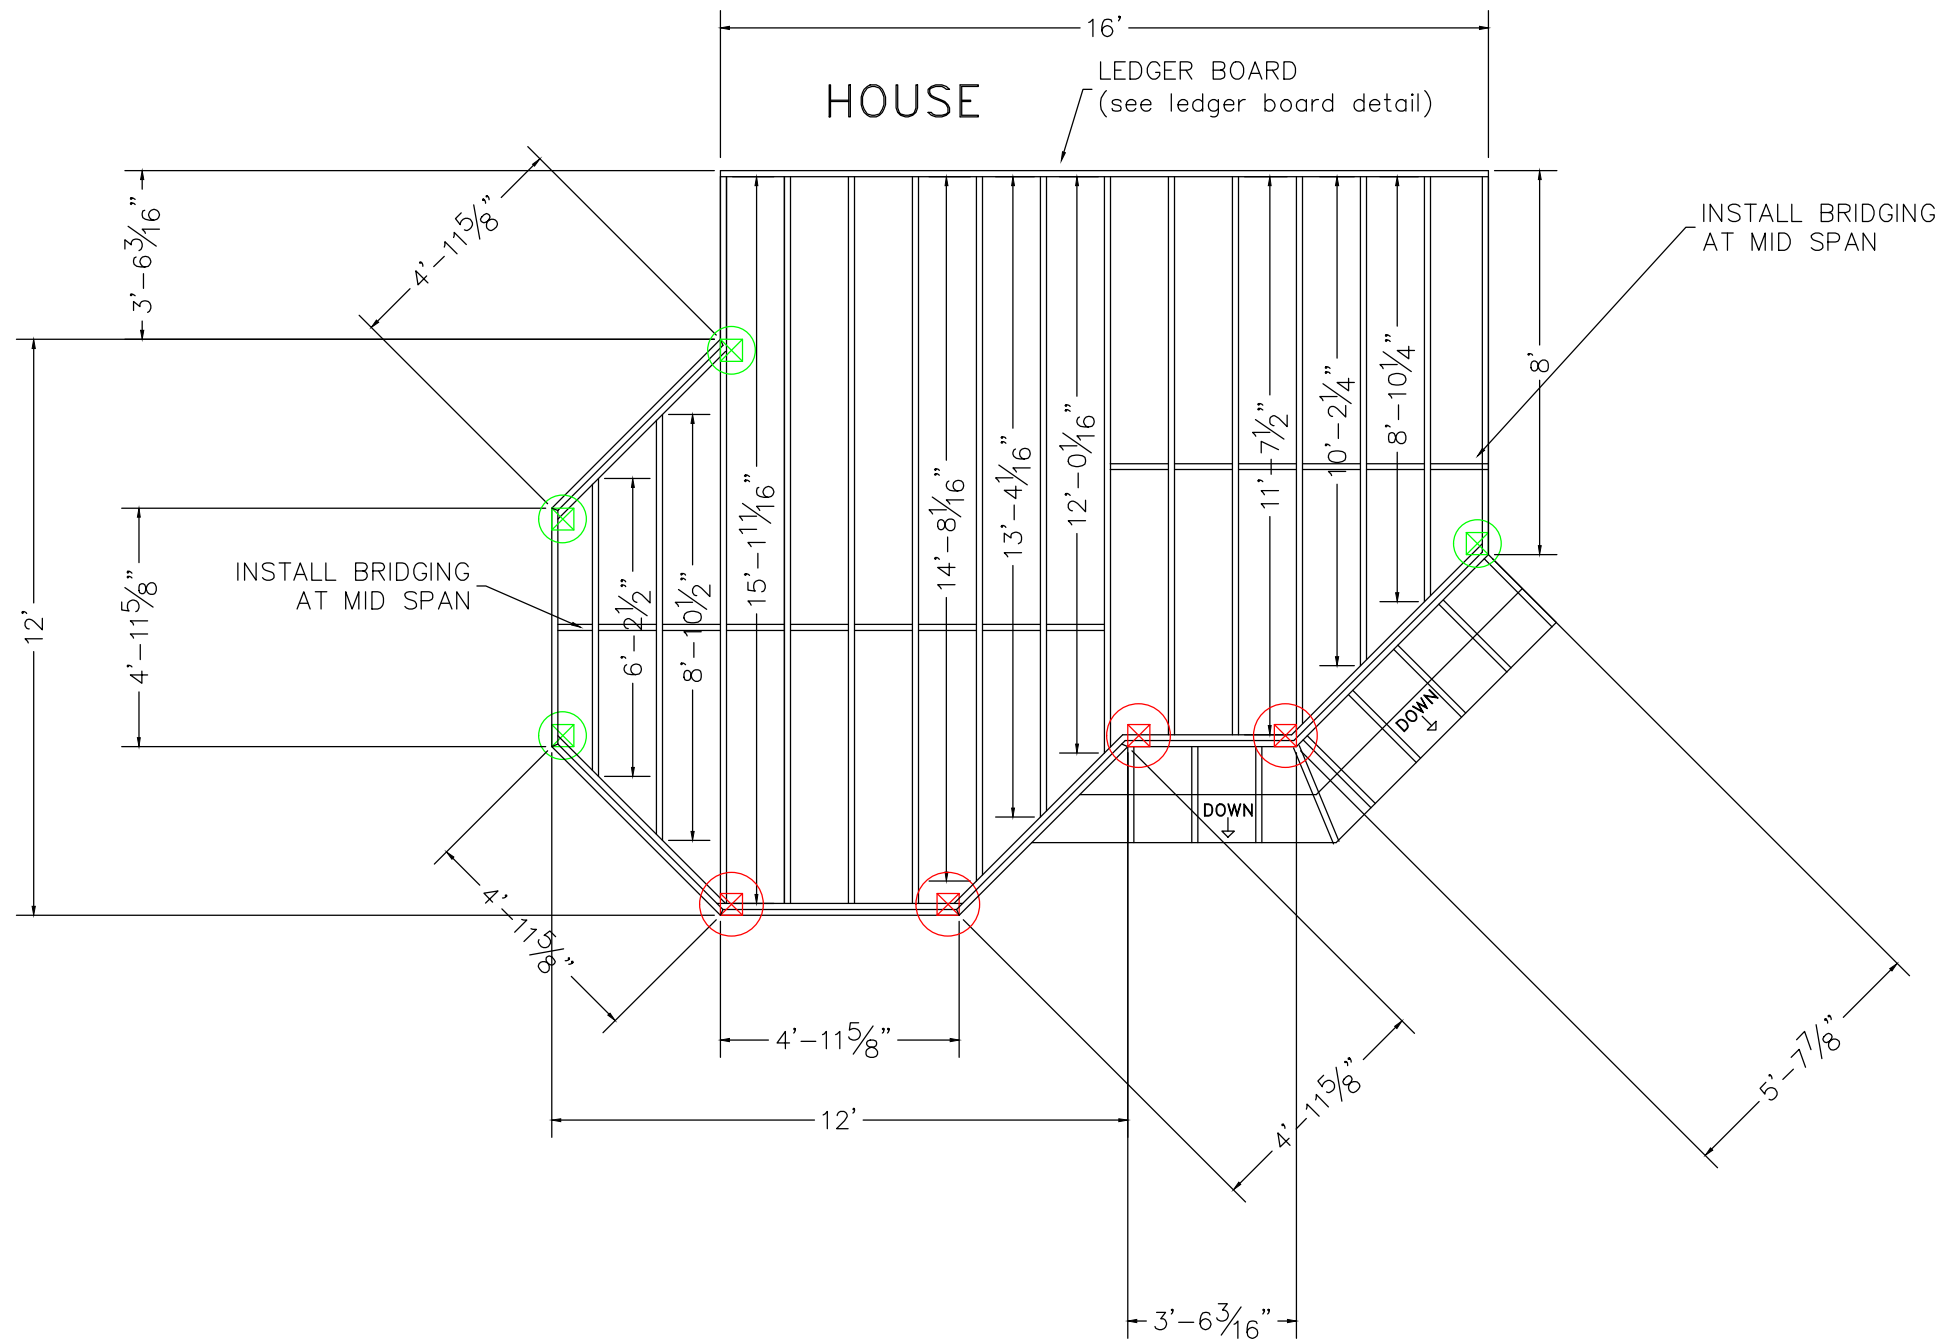 16'
HOUSE
LEDGER BOARD
(see ledger board detail)
INSTALL BRIDGING
AT MID SPAN
3'-6 3/16"
4'-11 5/8"
8'
12'
4'-11 5/8"
INSTALL BRIDGING
AT MID SPAN
6'-2 1/2"
8'-10 1/2"
15'-1 11/16"
14'-8 1/16"
13'-4 1/16"
12'-0 1/16"
11'-7 1/2"
10'-2 1/4"
8'-10 1/4"
DOWN
DOWN
4'-11 5/8"
4'-11 5/8"
12'
4'-11 5/8"
5'-7 7/8"
3'-6 3/16"